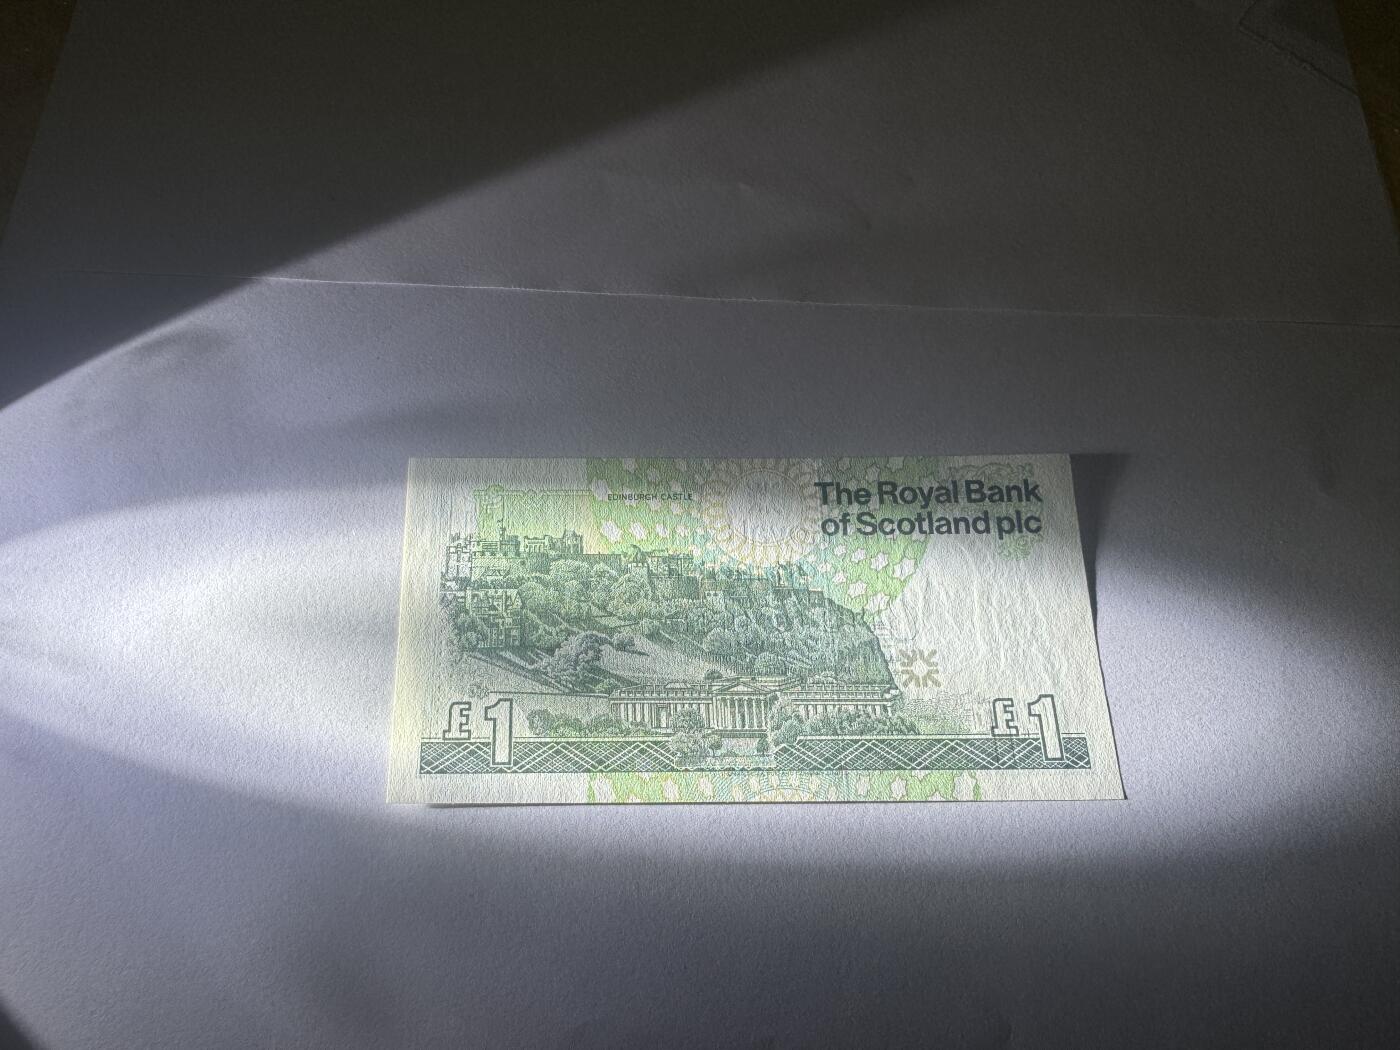 EDINBURGH CASTLE
The Royal Bank
of Scotland plc
£1
£1